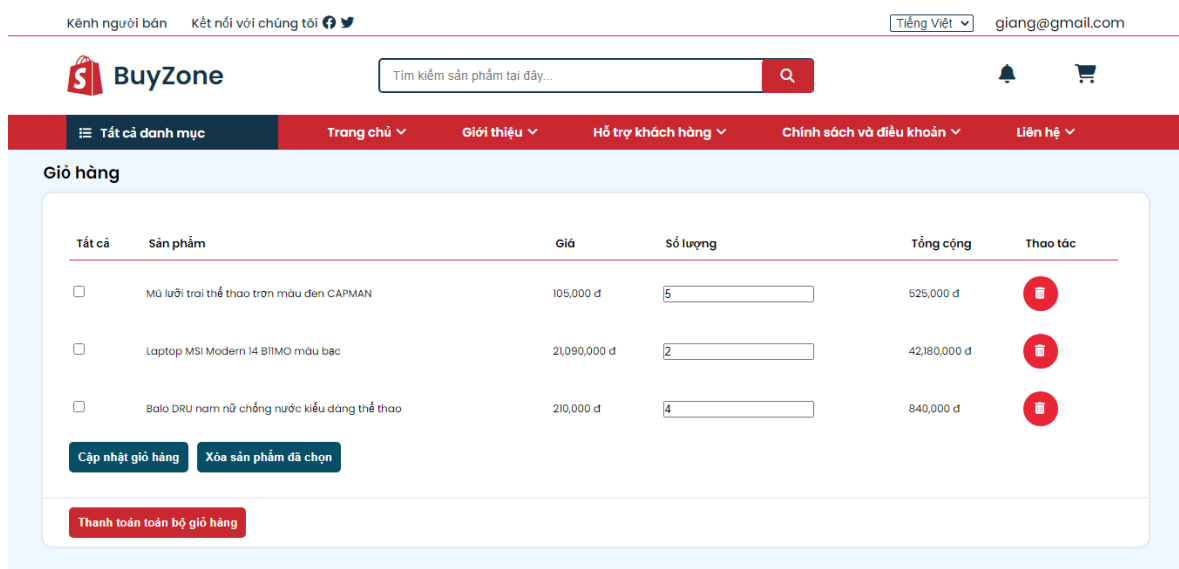 Kênh người bán Kết nối với chúng tôi Tiếng Việt giang@gmail.com
BuyZone Tìm kiếm sản phẩm tại đây...
Tất cả danh mục Trang chủ Giới thiệu Hỗ trợ khách hàng Chính sách và điều khoản Liên hệ
Giỏ hàng
Tất cả Sản phẩm Giá Số lượng Tổng cộng Thao tác
Mũ lưỡi trai thể thao trơn màu đen CAPMAN 105,000 đ 5 525,000 đ
Laptop MSI Modern 14 B11MO màu bạc 21,090,000 đ 2 42,180,000 đ
Balo DRU nam nữ chống nước kiểu dáng thể thao 210,000 đ 4 840,000 đ
Cập nhật giỏ hàng Xóa sản phẩm đã chọn
Thanh toán toàn bộ giỏ hàng